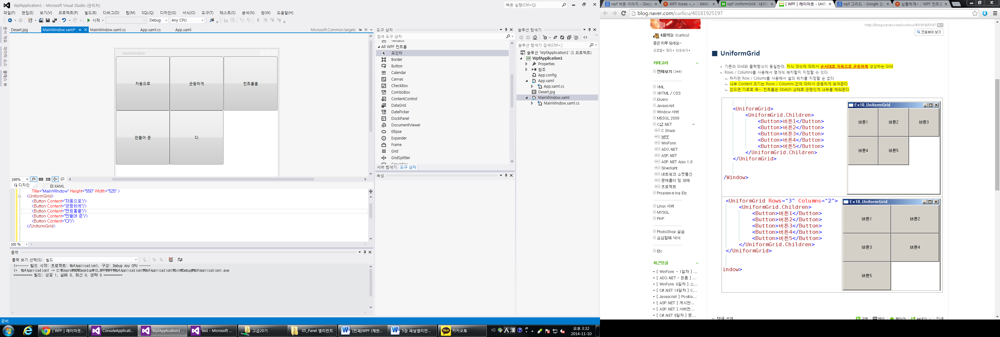 WpfApplication1 - Microsoft Visual Studio (관리자)
빠른 실행(Ctrl+Q)
파일(F) 편집(E) 보기(V) 프로젝트(P) 빌드(B) 디버그(D) 팀(M) SQL(Q) 디자인(G) 서식(O) 도구(T) 테스트(S) 분석(N) 창(W) 도움말(H)
시작 Debug Any CPU
Desert.jpg MainWindow.xaml* MainWindow.xaml.cs App.xaml.cs App.xaml Microsoft.Common.targets
문서 개요
데이터 소스
클래스 뷰
MainWindow
자동으로 균등하게 컨트롤을
만들어 준 다
100%
디자인 XAML
Title="MainWindow" Height="550" Width="525" >
<UniformGrid>
<Button Content="자동으로"/>
<Button Content="균등하게"/>
<Button Content="컨트롤을"/>
<Button Content="만들어 준"/>
<Button Content="다"/>
</UniformGrid>
100 %
출력
출력 보기 선택(S): 빌드
1>------ 빌드 시작: 프로젝트: WpfApplication1, 구성: Debug Any CPU ------
1>  WpfApplication1 -> C:\Users\WB\Desktop\10_WPF\WPF\WpfApplication1\WpfApplication1\bin\Debug\WpfApplication1.exe
========== 빌드: 성공 1, 실패 0, 최신 0, 생략 0 ==========
준비
도구 상자
검색 도구 상자
TextBox
All WPF 컨트롤
포인터
Border
Button
Calendar
Canvas
CheckBox
ComboBox
ContentControl
DataGrid
DatePicker
DockPanel
DocumentViewer
Ellipse
Expander
Frame
Grid
GridSplitter
GroupBox
서버 탐색기 도구 상자
속성
솔루션 탐색기
솔루션 탐색기 검색(Ctrl+;)
솔루션 'WpfApplication1' (1 프로젝트)
WpfApplication1
Properties
참조
App.config
App.xaml
App.xaml.cs
Desert.jpg
MainWindow.xaml
MainWindow.xaml.cs
[ WPF ] 레이아웃... ConsoleApplicati... WpfApplication1 ... test - Microsoft ... 고급20기 05_Panel 엘리먼트 [전체]WPF (제한... 5장 패널엘리먼... 카카오톡
KO A 漢
오후 3:32
2014-11-10
wpf 버튼 이미지 - Goog WPF Korea +_+ :: XAML wpf UniformGrid : 네이 [ WPF ] 레이아웃 - Unifo wpf 그리드 - Google 검 심플하게~ :: WPF 컨트롤
blog.naver.com/curlicu/40181925197
4월의눈 (curlicu)
좋은하루 되세요~
프로필 쪽지 이웃추가
카테고리
전체보기 (349)
XML
XHTML / CSS
jQuery
Javascript
Window 서버
MSSQL 2008
C샵.NET
C Sharp
WPF
WinForm
ADO.NET
ASP.NET
ASP.NET Ajax 1.0
Silverlight
네트워크 소켓통신
문제풀이 및 과제
프로젝트
Programming Etc
Linux 서버
MYSQL
PHP
PhotoShop 실습
심심할때 낙서
Etc
최근덧글
[ WinForm - 1일차 ] ...
[ ADO.NET - 윈폼 ] ...
[ WinForm 6일차 ] 스...
[ C#.NET 14일차 ] C...
[ Javascript ] Positio...
[ ASP.NET ] 게시판...
[ ASP.NET ] 서버컨...
[ C#.NET 9일차 ] 문...
http://blog.naver.com/curlicu/40181925197 복사
전용뷰어 보기
UniformGrid
기존의 Grid와 출력형식이 동일한데, 자식 갯수에 따라서 순서대로 자동으로 균등하게 생성하는 Grid
Rows / Columns를 사용해서 몇개씩 배치할지 지정할 수 있다
ㄴ 하지만 Row / Colums를 사용해서 셀의 위치를 지정할 순 없다
ㄴ 내부 Content 크기는 Rows / Columns 값에 따라서 균등하게 보여준다
ㄴ 없으면 가로로 쭉~, 컨트롤은 Stretch 상태로 균형있게 내부를 채워준다
<UniformGrid>
<UniformGrid.Children>
<Button>버튼1</Button>
<Button>버튼2</Button>
<Button>버튼3</Button>
<Button>버튼4</Button>
<Button>버튼5</Button>
</UniformGrid.Children>
</UniformGrid>
/Window>
Ex10_UniformGrid
버튼1 버튼2 버튼3
버튼4 버튼5
<UniformGrid Rows="3" Columns="2">
<UniformGrid.Children>
<Button>버튼1</Button>
<Button>버튼2</Button>
<Button>버튼3</Button>
<Button>버튼4</Button>
<Button>버튼5</Button>
</UniformGrid.Children>
</UniformGrid>
indow>
Ex10_UniformGrid
버튼1 버튼2
버튼3 버튼4
버튼5
덧글 쓰기
구독 밴드 북마크 보내기 인쇄